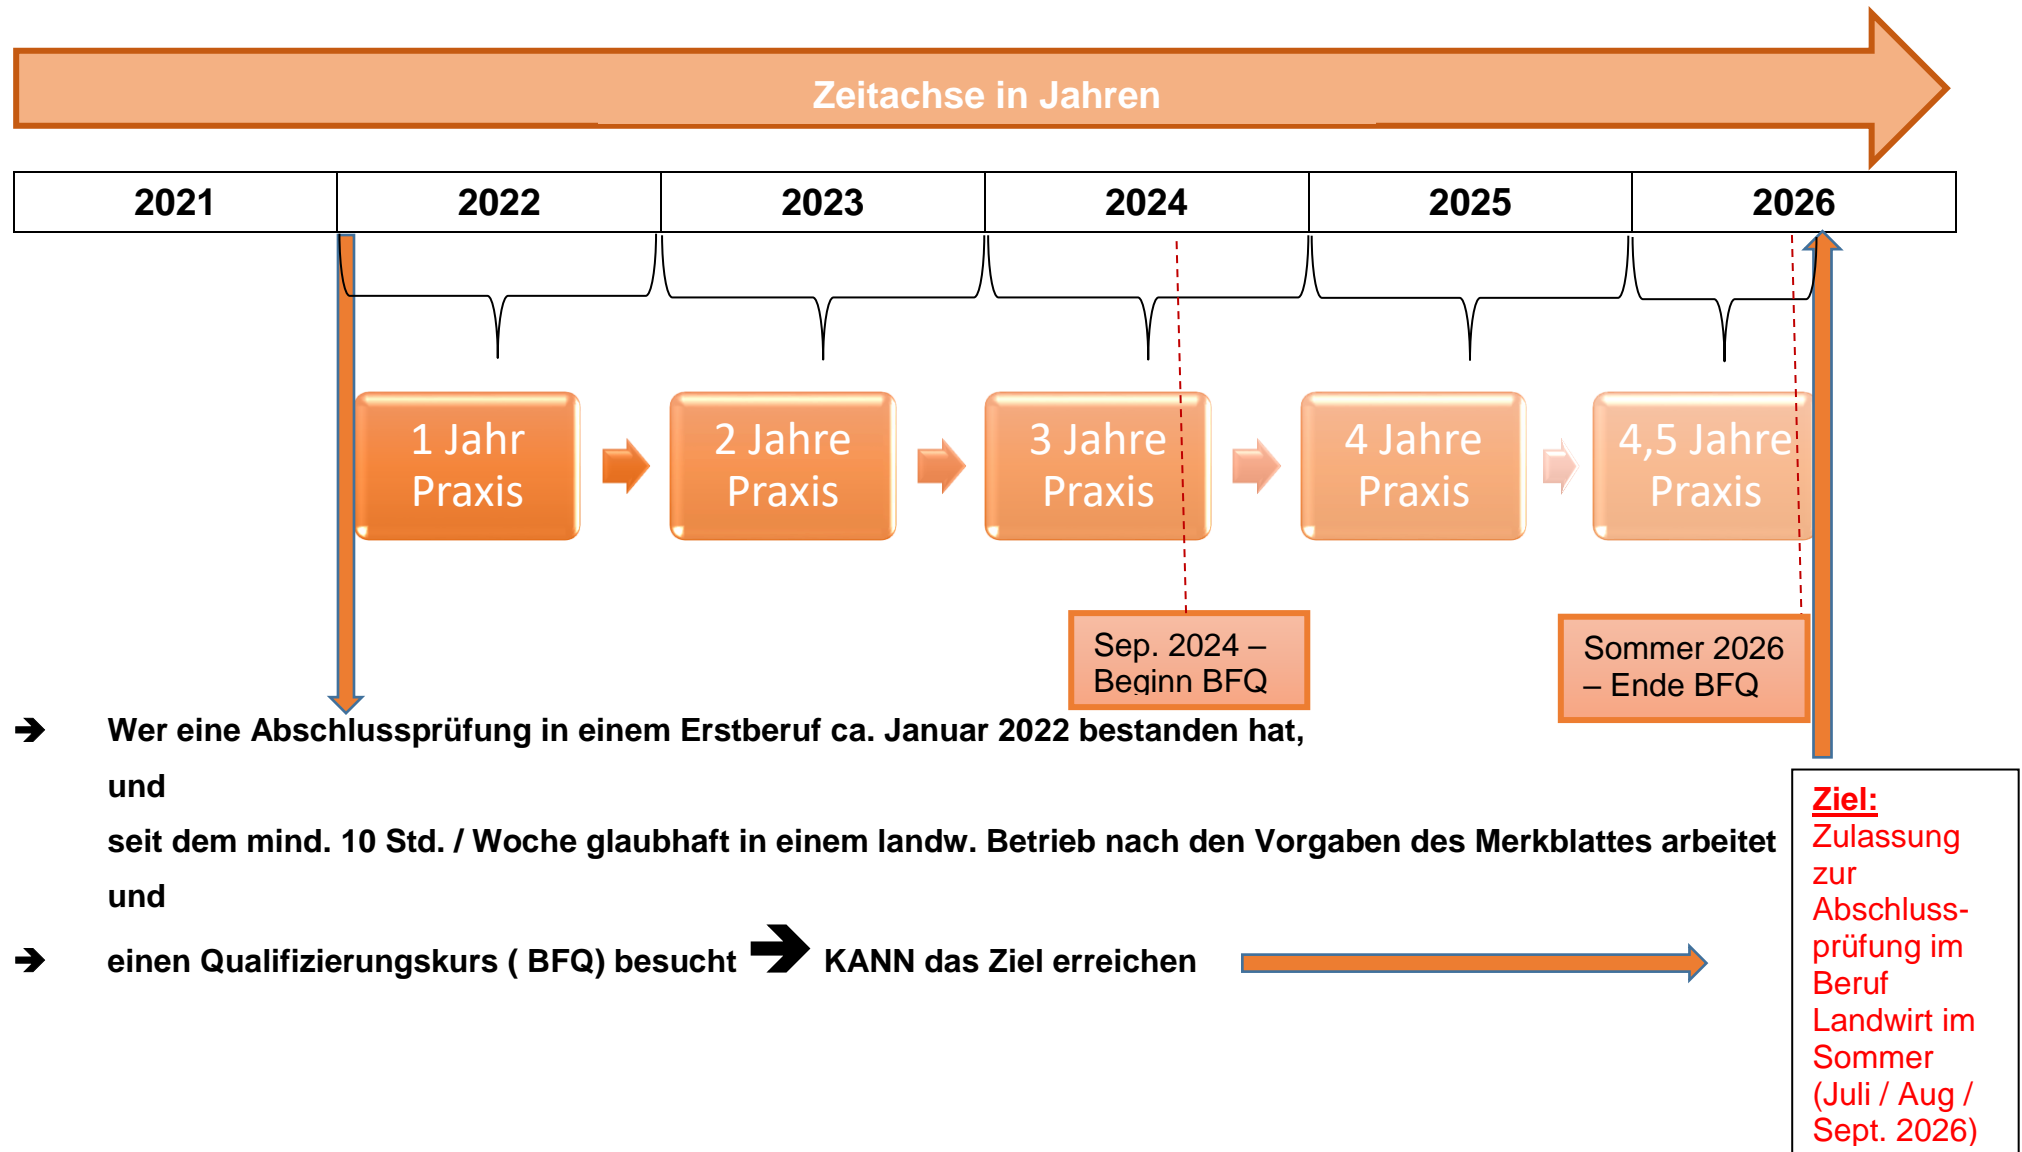 Zeitachse in Jahren
2021 2022 2023 2024 2025 2026
1 Jahr
Praxis
2 Jahre
Praxis
3 Jahre
Praxis
4 Jahre
Praxis
4,5 Jahre
Praxis
Sep. 2024 –
Beginn BFQ
Sommer 2026
– Ende BFQ
➔ Wer eine Abschlussprüfung in einem Erstberuf ca. Januar 2022 bestanden hat,
und
seit dem mind. 10 Std. / Woche glaubhaft in einem landw. Betrieb nach den Vorgaben des Merkblattes arbeitet
und
➔ einen Qualifizierungskurs ( BFQ) besucht ➔ KANN das Ziel erreichen
Ziel:
Zulassung
zur
Abschluss-
prüfung im
Beruf
Landwirt im
Sommer
(Juli / Aug /
Sept. 2026)